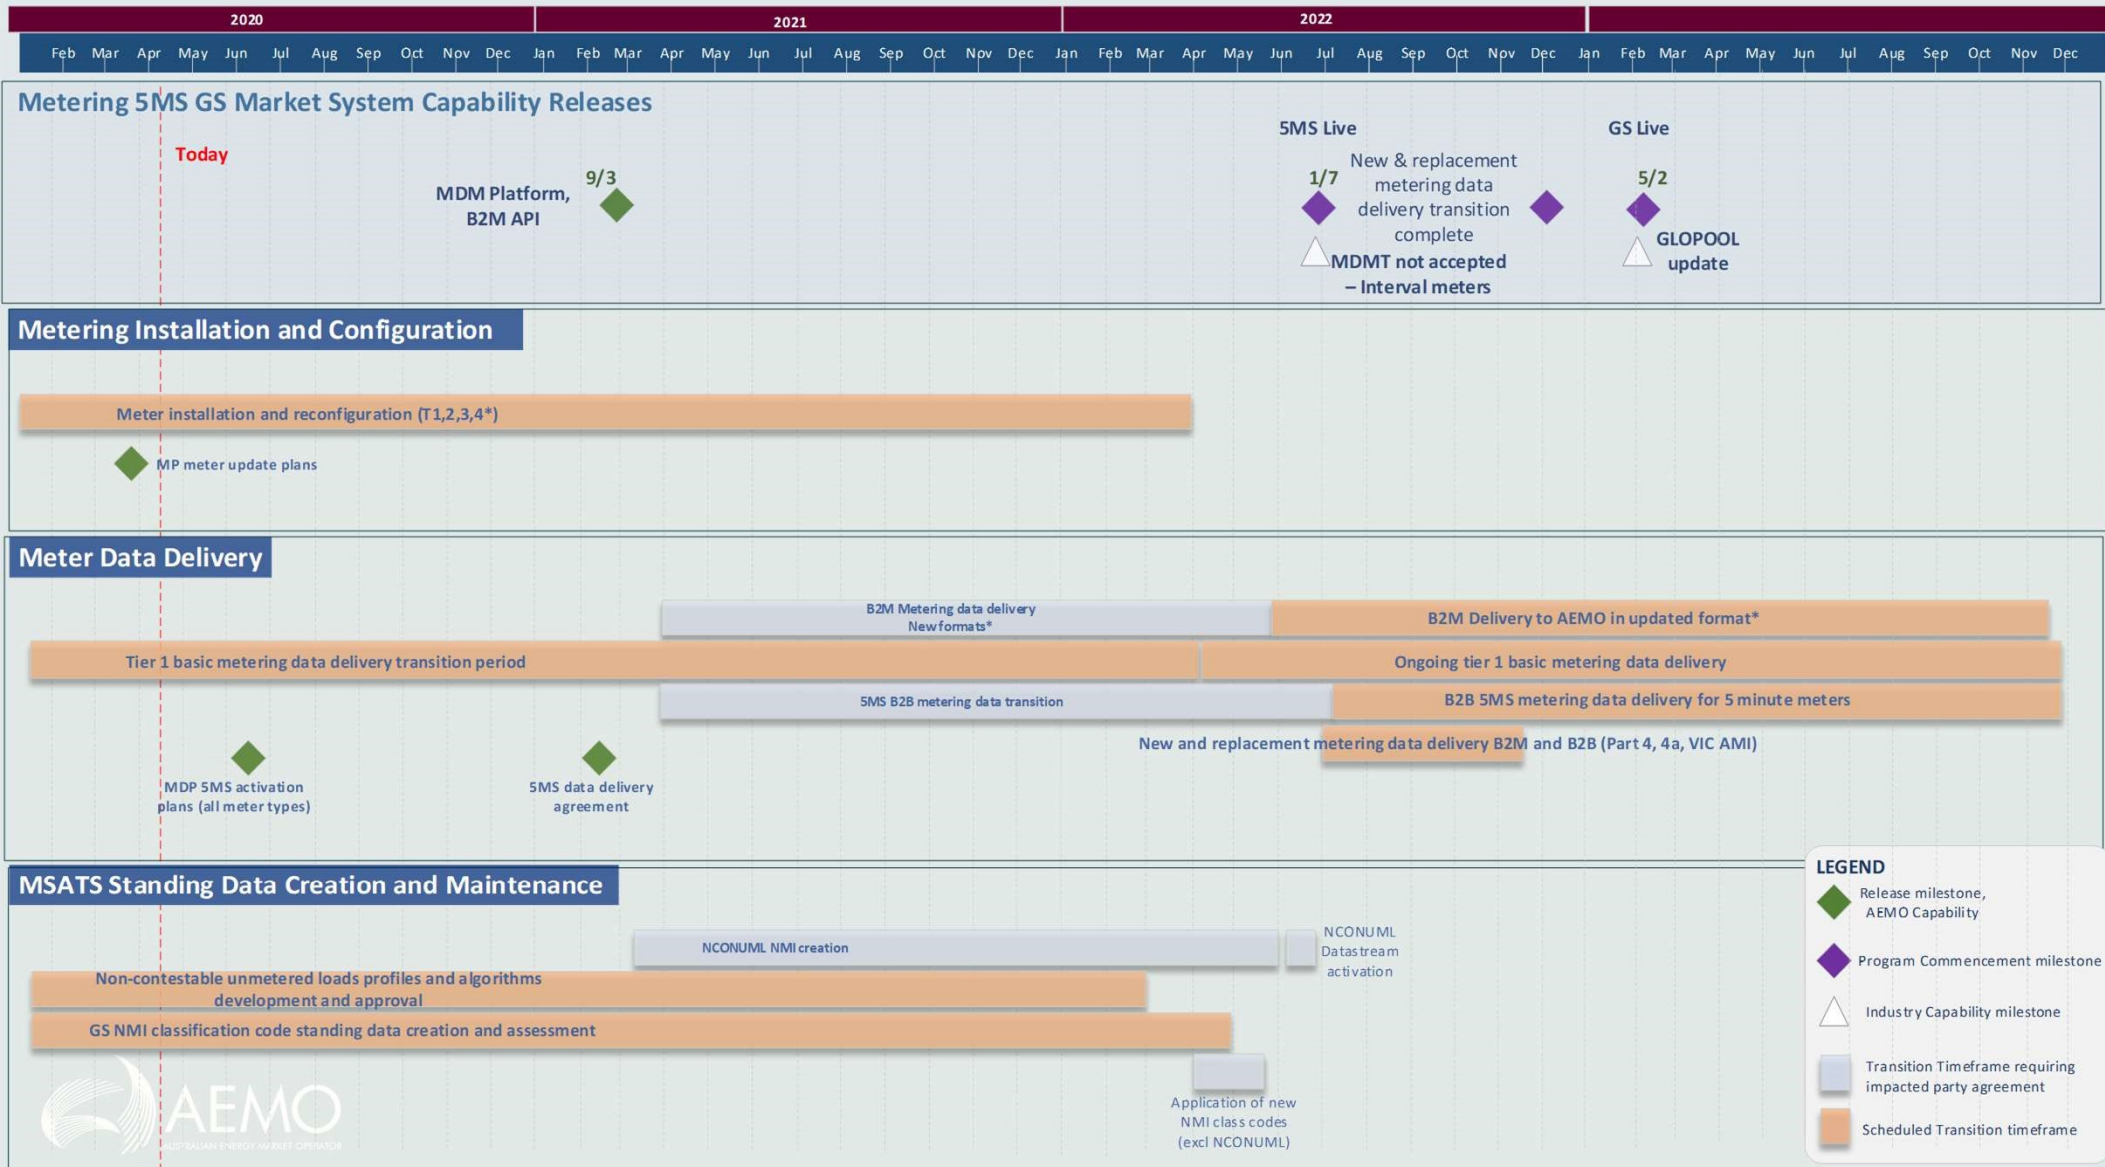 2020
2021
2022
Feb Mar Apr May Jun Jul Aug Sep Oct Nov Dec Jan Feb Mar Apr May Jun Jul Aug Sep Oct Nov Dec Jan Feb Mar Apr May Jun Jul Aug Sep Oct Nov Dec Jan Feb Mar Apr May Jun Jul Aug Sep Oct Nov Dec
Metering 5MS GS Market System Capability Releases
Today
MDM Platform,
B2M API
9/3
5MS Live
1/7
New & replacement
metering data
delivery transition
complete
MDMT not accepted
– Interval meters
GS Live
5/2
GLOPOOL
update
Metering Installation and Configuration
Meter installation and reconfiguration (T1,2,3,4*)
MP meter update plans
Meter Data Delivery
B2M Metering data delivery
New formats*
B2M Delivery to AEMO in updated format*
Tier 1 basic metering data delivery transition period
Ongoing tier 1 basic metering data delivery
5MS B2B metering data transition
B2B 5MS metering data delivery for 5 minute meters
New and replacement metering data delivery B2M and B2B (Part 4, 4a, VIC AMI)
MDP 5MS activation
plans (all meter types)
5MS data delivery
agreement
MSATS Standing Data Creation and Maintenance
NCONUML NMI creation
NCONUML
Datastream
activation
Non-contestable unmetered loads profiles and algorithms
development and approval
GS NMI classification code standing data creation and assessment
Application of new
NMI class codes
(excl NCONUML)
AEMO
AUSTRALIAN ENERGY MARKET OPERATOR
LEGEND
Release milestone,
AEMO Capability
Program Commencement milestone
Industry Capability milestone
Transition Timeframe requiring
impacted party agreement
Scheduled Transition timeframe